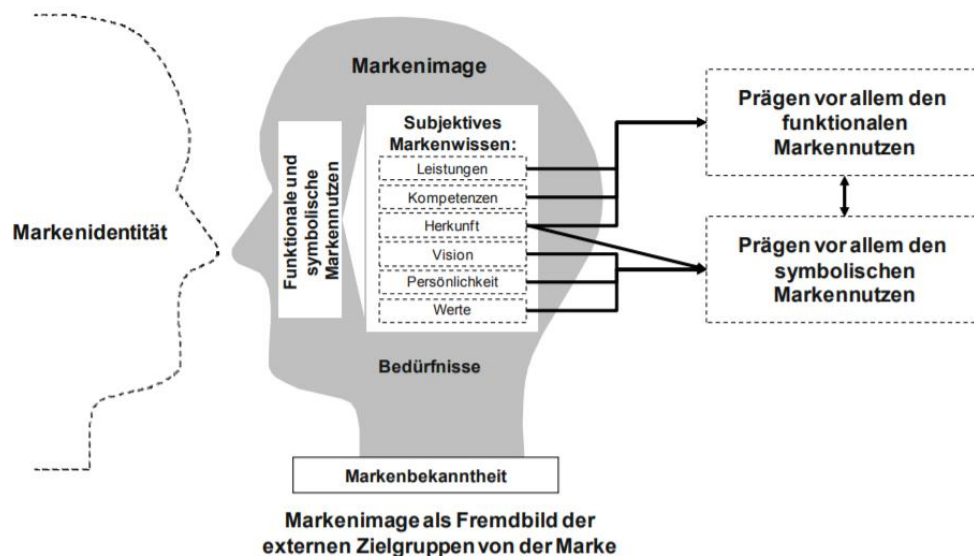 Markenidentität
Markenimage
Funktionale und
symbolische
Markennutzen
Subjektives
Markenwissen:
Leistungen
Kompetenzen
Herkunft
Vision
Persönlichkeit
Werte
Bedürfnisse
Markenbekanntheit
Markenimage als Fremdbild der
externen Zielgruppen von der Marke
Prägen vor allem den
funktionalen
Markennutzen
Prägen vor allem den
symbolischen
Markennutzen